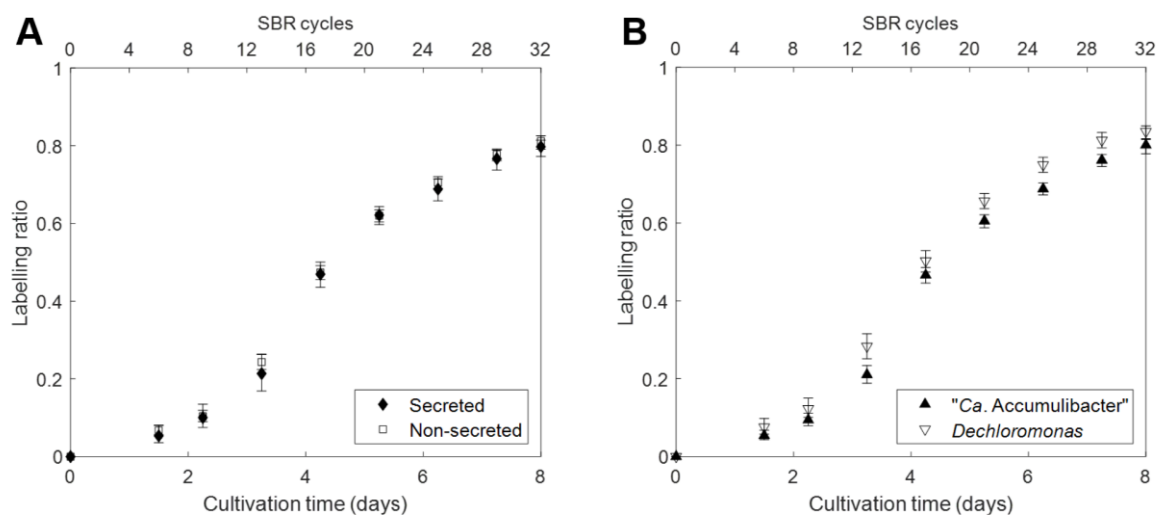 A
SBR cycles
0 4 8 12 16 20 24 28 32
1
0.8
0.6
0.4
0.2
0
Labelling ratio
Secreted
Non-secreted
0 2 4 6 8
Cultivation time (days)
B
SBR cycles
0 4 8 12 16 20 24 28 32
1
0.8
0.6
0.4
0.2
0
Labelling ratio
"Ca. Accumulibacter"
Dechloromonas
0 2 4 6 8
Cultivation time (days)